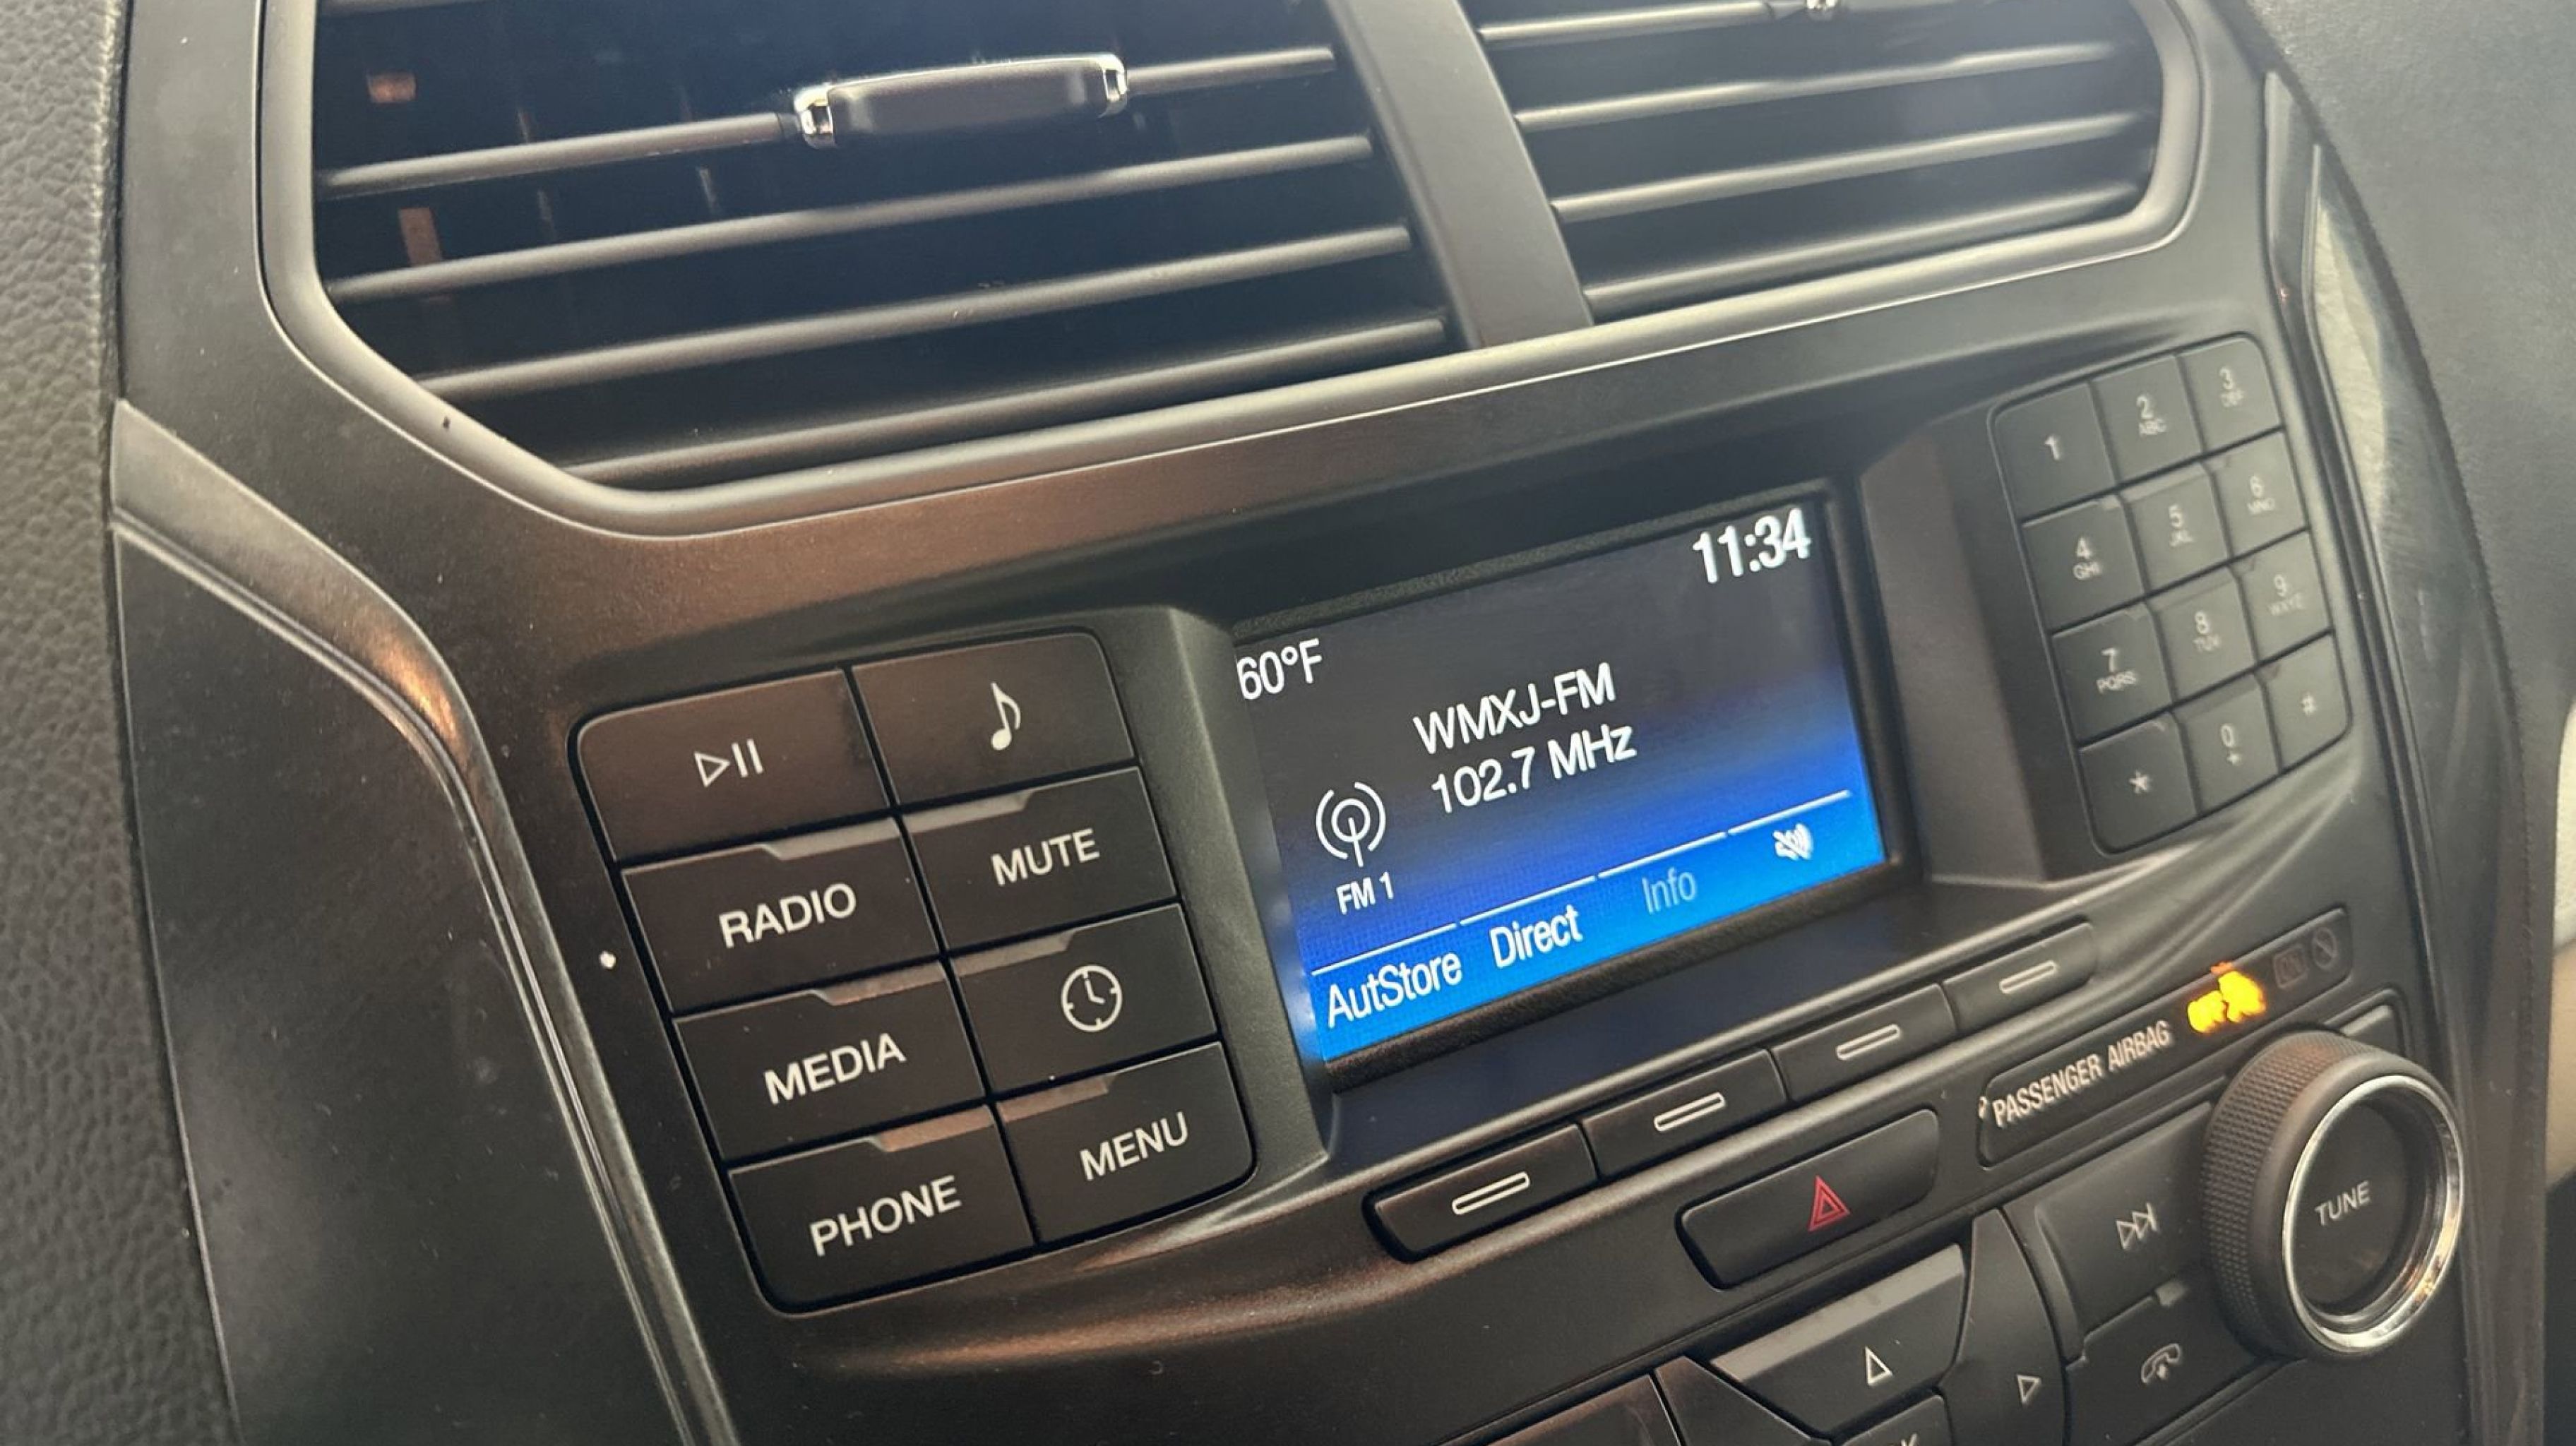 11:34
60°F
WMXJ-FM
102.7 MHz
FM 1
AutStore Direct Info
MUTE
RADIO
MEDIA
PHONE
MENU
1
2
ABC
3
DEF
4
GHI
5
JKL
6
MNO
7
PQRS
8
TUV
9
WXYZ
*
0
+
#
PASSENGER AIRBAG
OFF
TUNE